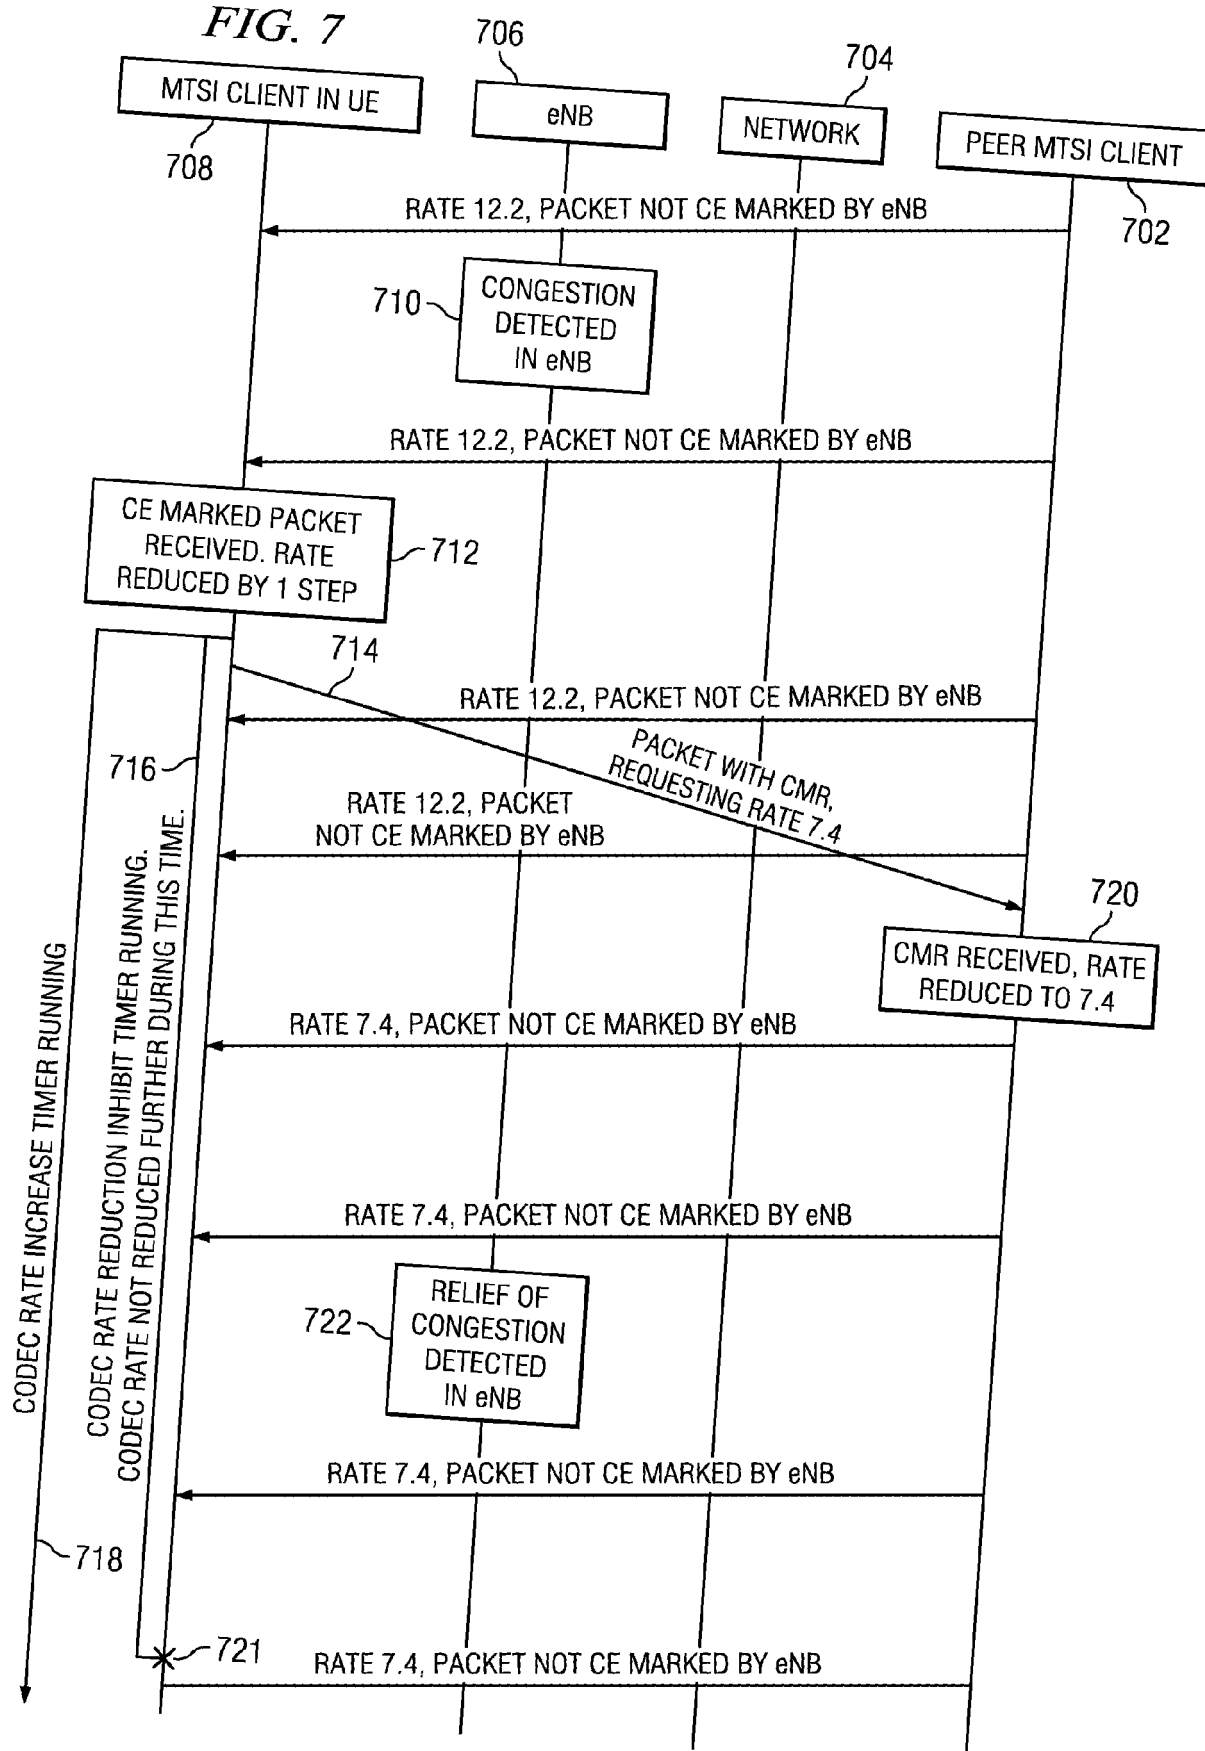 FIG. 7
706
704
MTSI CLIENT IN UE
eNB
NETWORK
PEER MTSI CLIENT
708
702
RATE 12.2, PACKET NOT CE MARKED BY eNB
710
CONGESTION
DETECTED
IN eNB
RATE 12.2, PACKET NOT CE MARKED BY eNB
CE MARKED PACKET
RECEIVED. RATE
REDUCED BY 1 STEP
712
714
RATE 12.2, PACKET NOT CE MARKED BY eNB
PACKET WITH CMR,
REQUESTING RATE 7.4
716
RATE 12.2, PACKET
NOT CE MARKED BY eNB
720
CMR RECEIVED, RATE
REDUCED TO 7.4
CODEC RATE INCREASE TIMER RUNNING
CODEC RATE REDUCTION INHIBIT TIMER RUNNING.
CODEC RATE NOT REDUCED FURTHER DURING THIS TIME.
RATE 7.4, PACKET NOT CE MARKED BY eNB
RATE 7.4, PACKET NOT CE MARKED BY eNB
722
RELIEF OF
CONGESTION
DETECTED
IN eNB
RATE 7.4, PACKET NOT CE MARKED BY eNB
718
721
RATE 7.4, PACKET NOT CE MARKED BY eNB